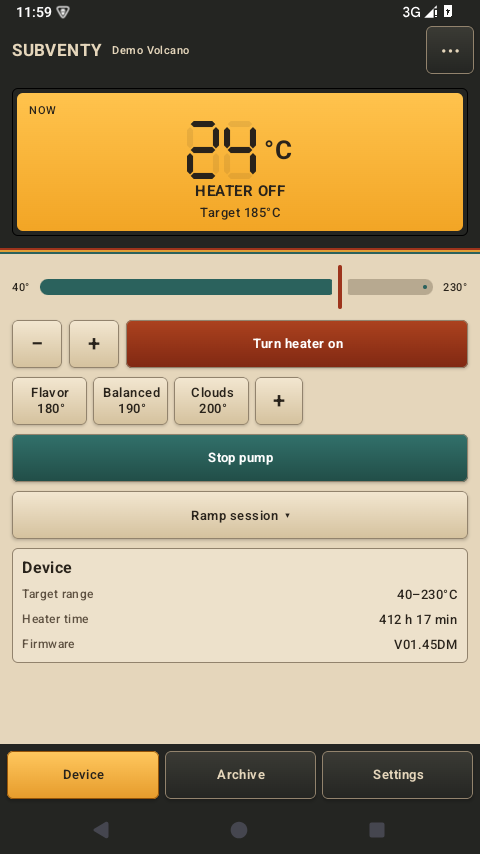 11:59
3G
SUBVENTY Demo Volcano
...
NOW
24 °C
HEATER OFF
Target 185°C
40° 230°
− + Turn heater on
Flavor
180°
Balanced
190°
Clouds
200°
+
Stop pump
Ramp session ▾
Device
Target range 40–230°C
Heater time 412 h 17 min
Firmware V01.45DM
Device Archive Settings